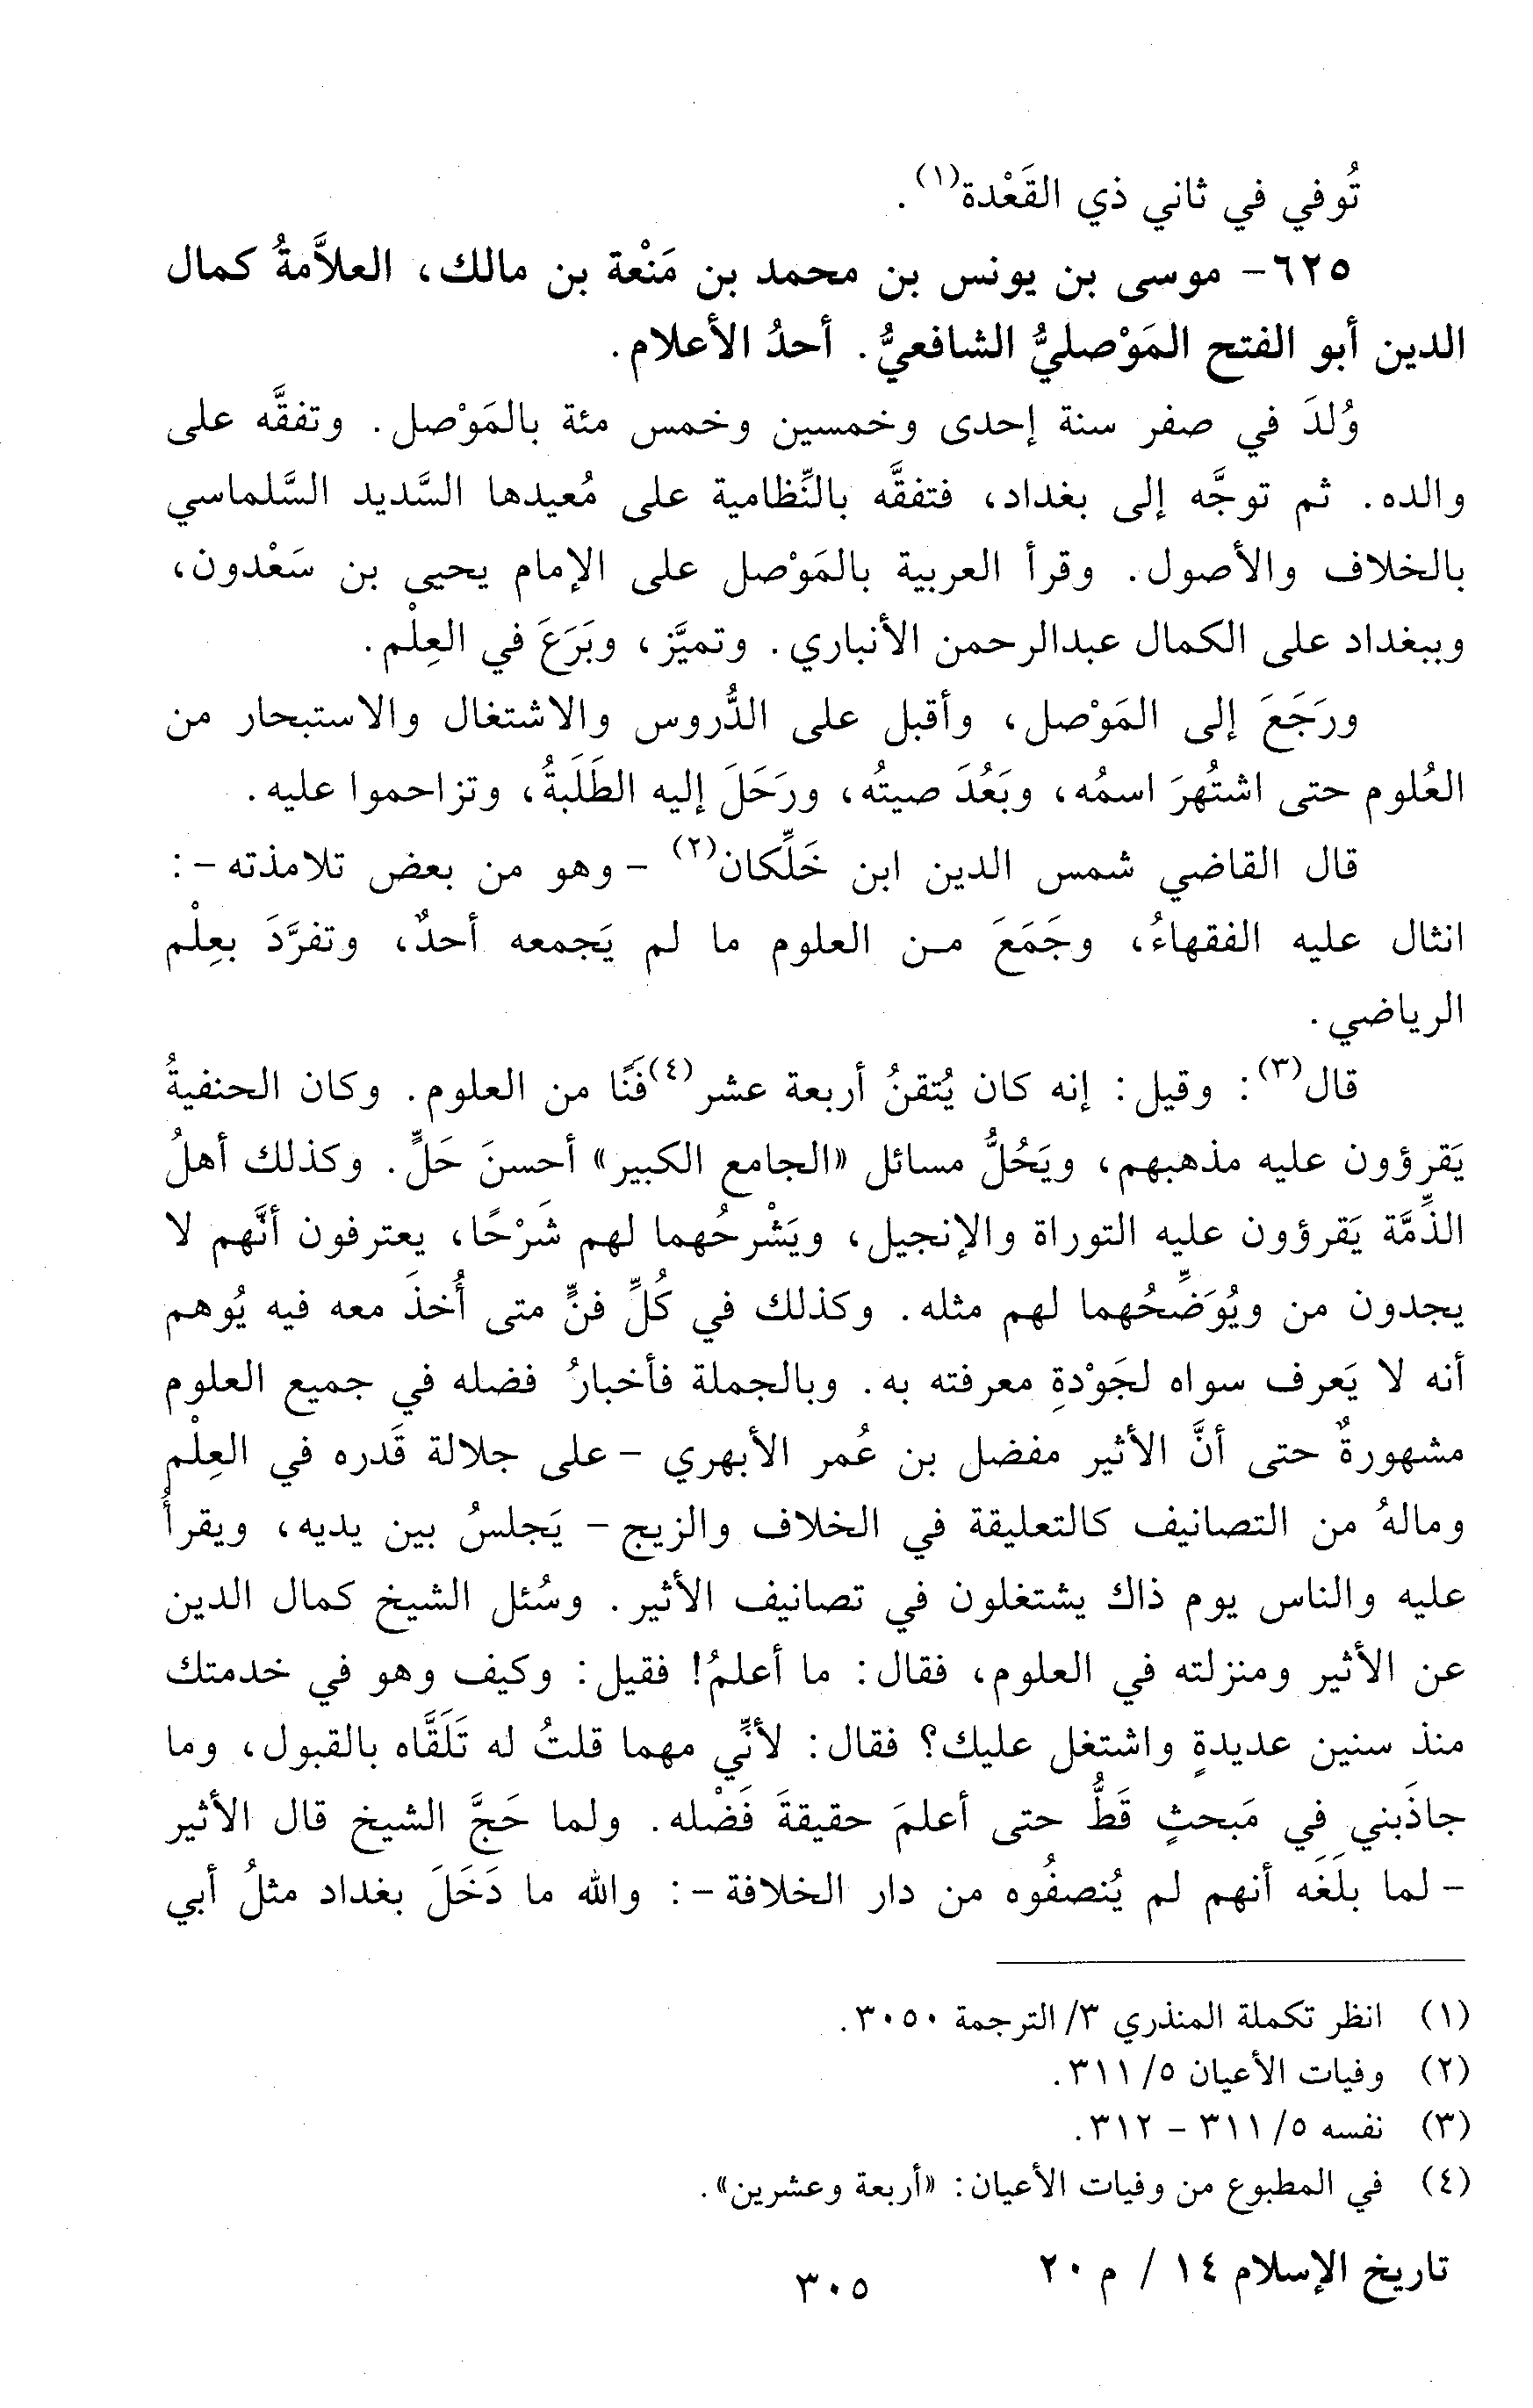 تُوفي في ثاني ذي القَعْدة(١).
٦٢٥- موسى بن يونس بن محمد بن مَنْعة بن مالك، العلاَّمةُ كمال
الدين أبو الفتح المَوْصليُّ الشافعيُّ. أحدُ الأعلام.
وُلدَ في صفر سنة إحدى وخمسين وخمس مئة بالمَوْصل. وتفقَّه على
والده. ثم توجَّه إلى بغداد، فتفقَّه بالنِّظامية على مُعيدها السَّديد السَّلماسي
بالخلاف والأصول. وقرأ العربية بالمَوْصل على الإمام يحيى بن سَعْدون،
وببغداد على الكمال عبدالرحمن الأنباري. وتميَّز، وبَرَعَ في العِلْم.
ورَجَعَ إلى المَوْصل، وأقبل على الدُّروس والاشتغال والاستبحار من
العُلوم حتى اشتُهرَ اسمُه، وبَعُدَ صيتُه، ورَحَلَ إليه الطَلَبةُ، وتزاحموا عليه.
قال القاضي شمس الدين ابن خَلِّكان(٢) -وهو من بعض تلامذته-:
انثال عليه الفقهاءُ، وجَمَعَ من العلوم ما لم يَجمعه أحدٌ، وتفرَّدَ بعِلْم
الرياضي.
قال(٣): وقيل: إنه كان يُتقنُ أربعة عشر(٤)فَنًا من العلوم. وكان الحنفيةُ
يَقرؤون عليه مذهبهم، ويَحُلُّ مسائل «الجامع الكبير» أحسنَ حَلٍّ. وكذلك أهلُ
الذِّمَّة يَقرؤون عليه التوراة والإنجيل، ويَشْرحُهما لهم شَرْحًا، يعترفون أنَّهم لا
يجدون من ويُوَضِّحُهما لهم مثله. وكذلك في كُلِّ فنٍّ متى أُخذَ معه فيه يُوهم
أنه لا يَعرف سواه لجَوْدةِ معرفته به. وبالجملة فأخبارُ فضله في جميع العلوم
مشهورةٌ حتى أنَّ الأثير مفضل بن عُمر الأبهري -على جلالة قَدره في العِلْم
ومالهُ من التصانيف كالتعليقة في الخلاف والزيج- يَجلسُ بين يديه، ويقرأُ
عليه والناس يوم ذاك يشتغلون في تصانيف الأثير. وسُئل الشيخ كمال الدين
عن الأثير ومنزلته في العلوم، فقال: ما أعلمُ! فقيل: وكيف وهو في خدمتك
منذ سنين عديدةٍ واشتغل عليك؟ فقال: لأنِّي مهما قلتُ له تَلَقَّاه بالقبول، وما
جاذَبني في مَبحثٍ قَطُّ حتى أعلمَ حقيقةَ فَضْله. ولما حَجَّ الشيخ قال الأثير
-لما بلَغَه أنهم لم يُنصفُوه من دار الخلافة-: والله ما دَخَلَ بغداد مثلُ أبي
(١) انظر تكملة المنذري ٣/ الترجمة ٣٠٥٠.
(٢) وفيات الأعيان ٥/ ٣١١.
(٣) نفسه ٥/ ٣١١ - ٣١٢.
(٤) في المطبوع من وفيات الأعيان: «أربعة وعشرين».
تاريخ الإسلام ١٤ / م ٢٠
٣٠٥